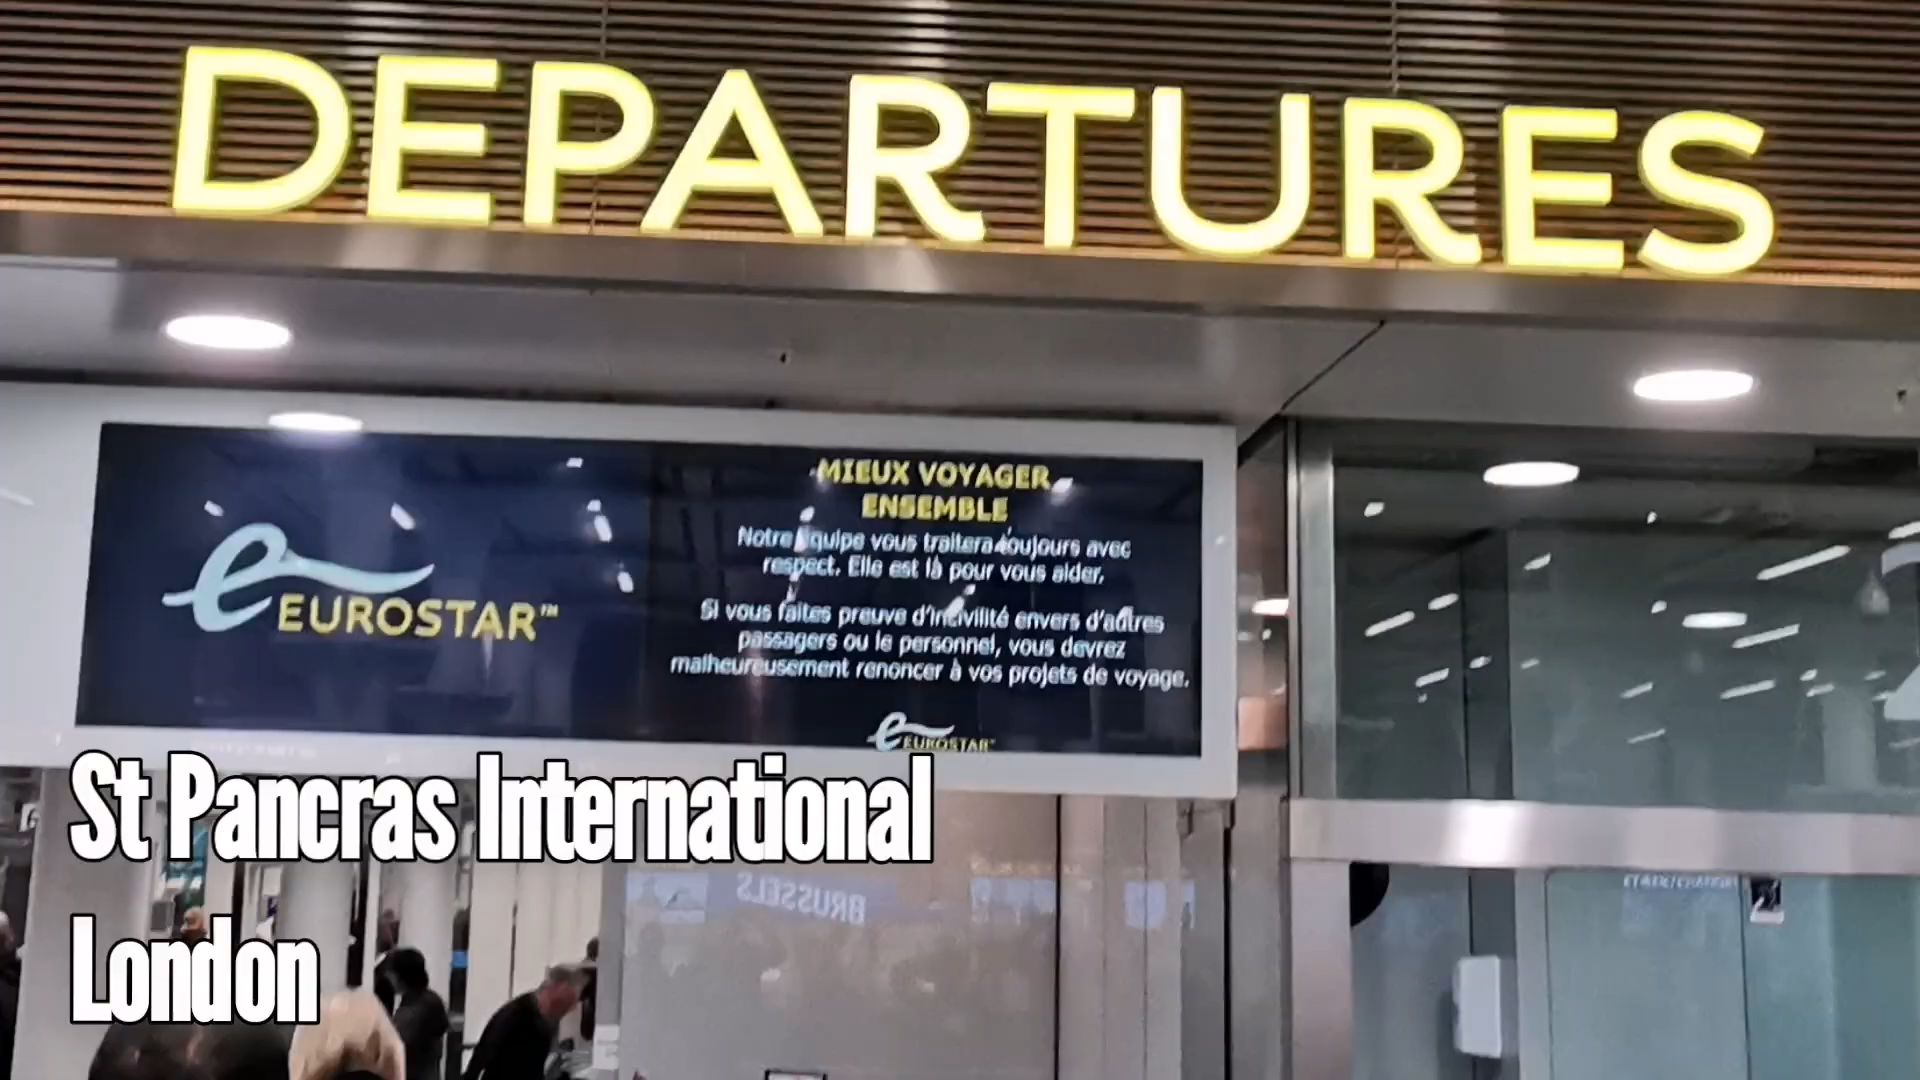 DEPARTURES
EUROSTAR™
MIEUX VOYAGER
ENSEMBLE
Notre équipe vous traitera toujours avec
respect. Elle est là pour vous aider.
Si vous faites preuve d'incivilité envers d'autres
passagers ou le personnel, vous devrez
malheureusement renoncer à vos projets de voyage.
EUROSTAR™
St Pancras International
London
BRUSSELS